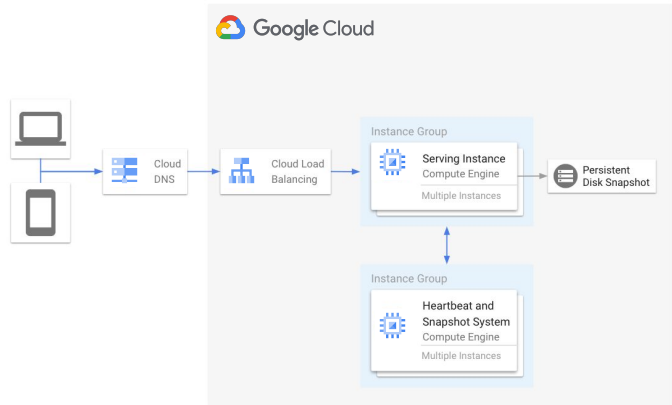 Google Cloud
Cloud
DNS
Cloud Load
Balancing
Instance Group
Serving Instance
Compute Engine
Multiple Instances
Persistent
Disk Snapshot
Instance Group
Heartbeat and
Snapshot System
Compute Engine
Multiple Instances